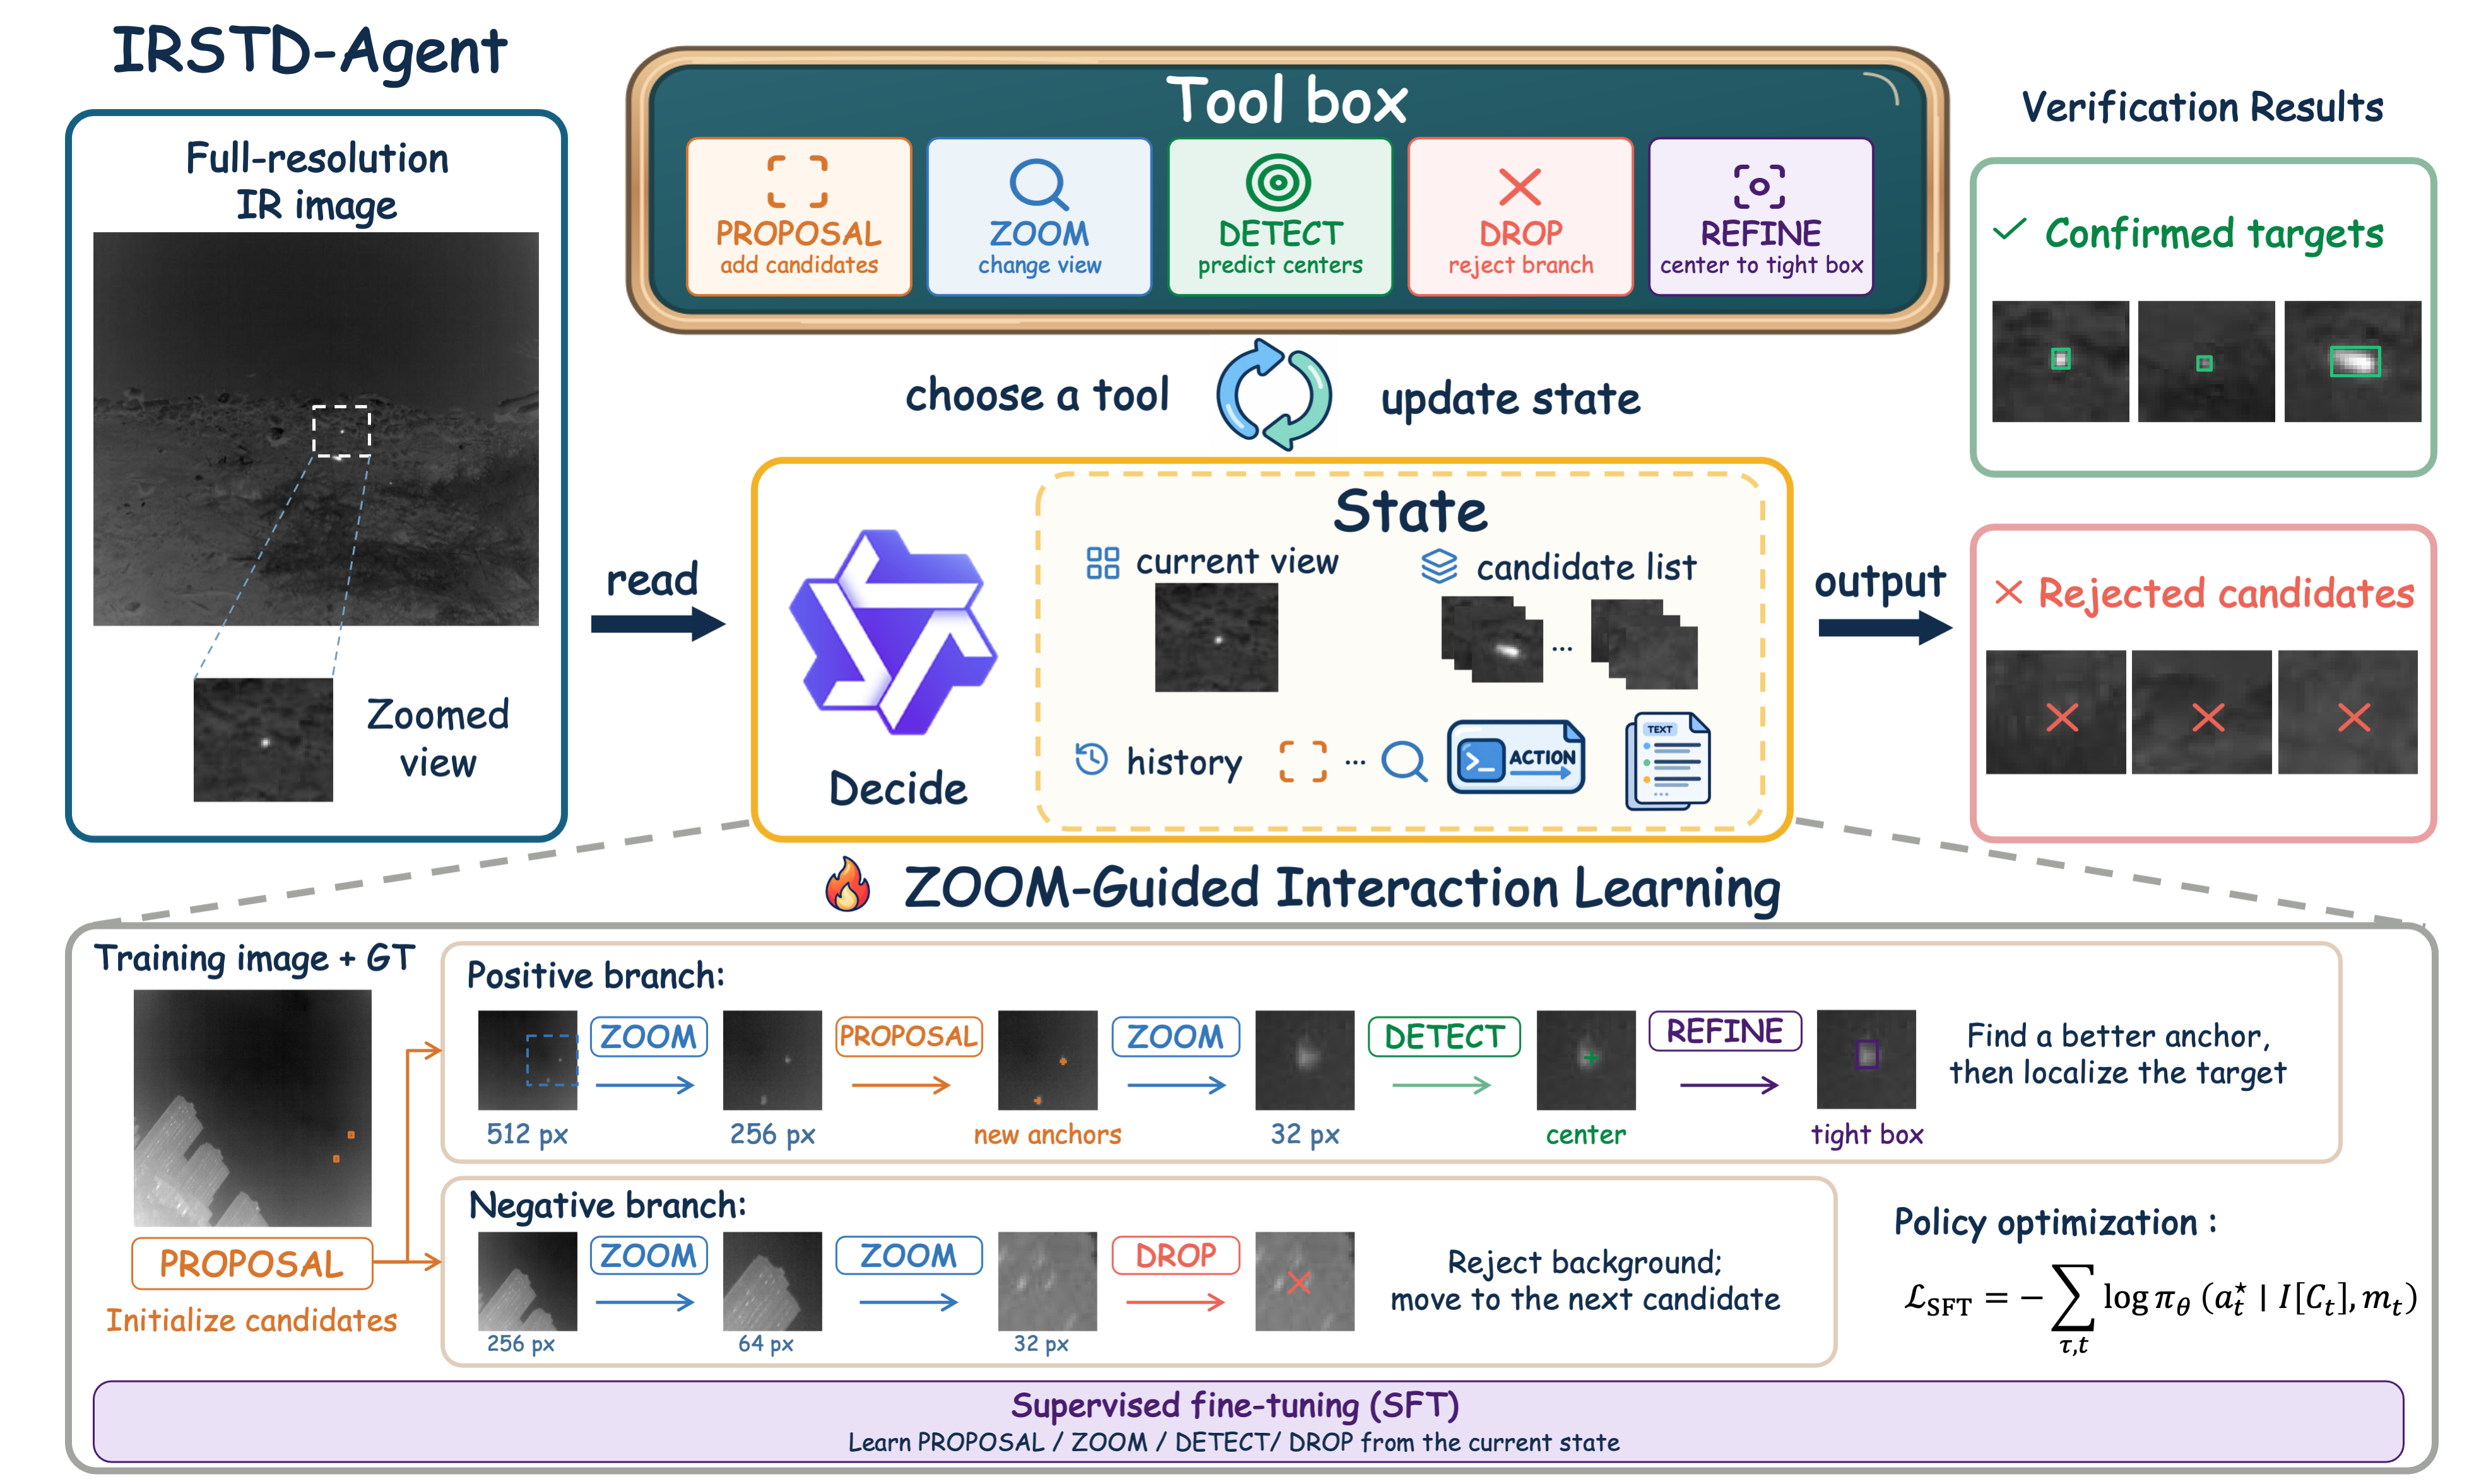 IRSTD-Agent
Full-resolution
IR image
Zoomed
view
Tool box
PROPOSAL
add candidates
ZOOM
change view
DETECT
predict centers
DROP
reject branch
REFINE
center to tight box
choose a tool
update state
read
Decide
State
current view
candidate list
...
history
...
>_ ACTION
TEXT
...
output
Verification Results
✓ Confirmed targets
× Rejected candidates
ZOOM-Guided Interaction Learning
Training image + GT
PROPOSAL
Initialize candidates
Positive branch:
ZOOM
PROPOSAL
ZOOM
DETECT
REFINE
512 px
256 px
new anchors
32 px
center
tight box
Find a better anchor,
then localize the target
Negative branch:
ZOOM
ZOOM
DROP
256 px
64 px
32 px
Reject background;
move to the next candidate
Policy optimization :
ℒ_SFT = − ∑_{τ,t} log π_θ (a_t^⋆ | I[C_t], m_t)
Supervised fine-tuning (SFT)
Learn PROPOSAL / ZOOM / DETECT/ DROP from the current state